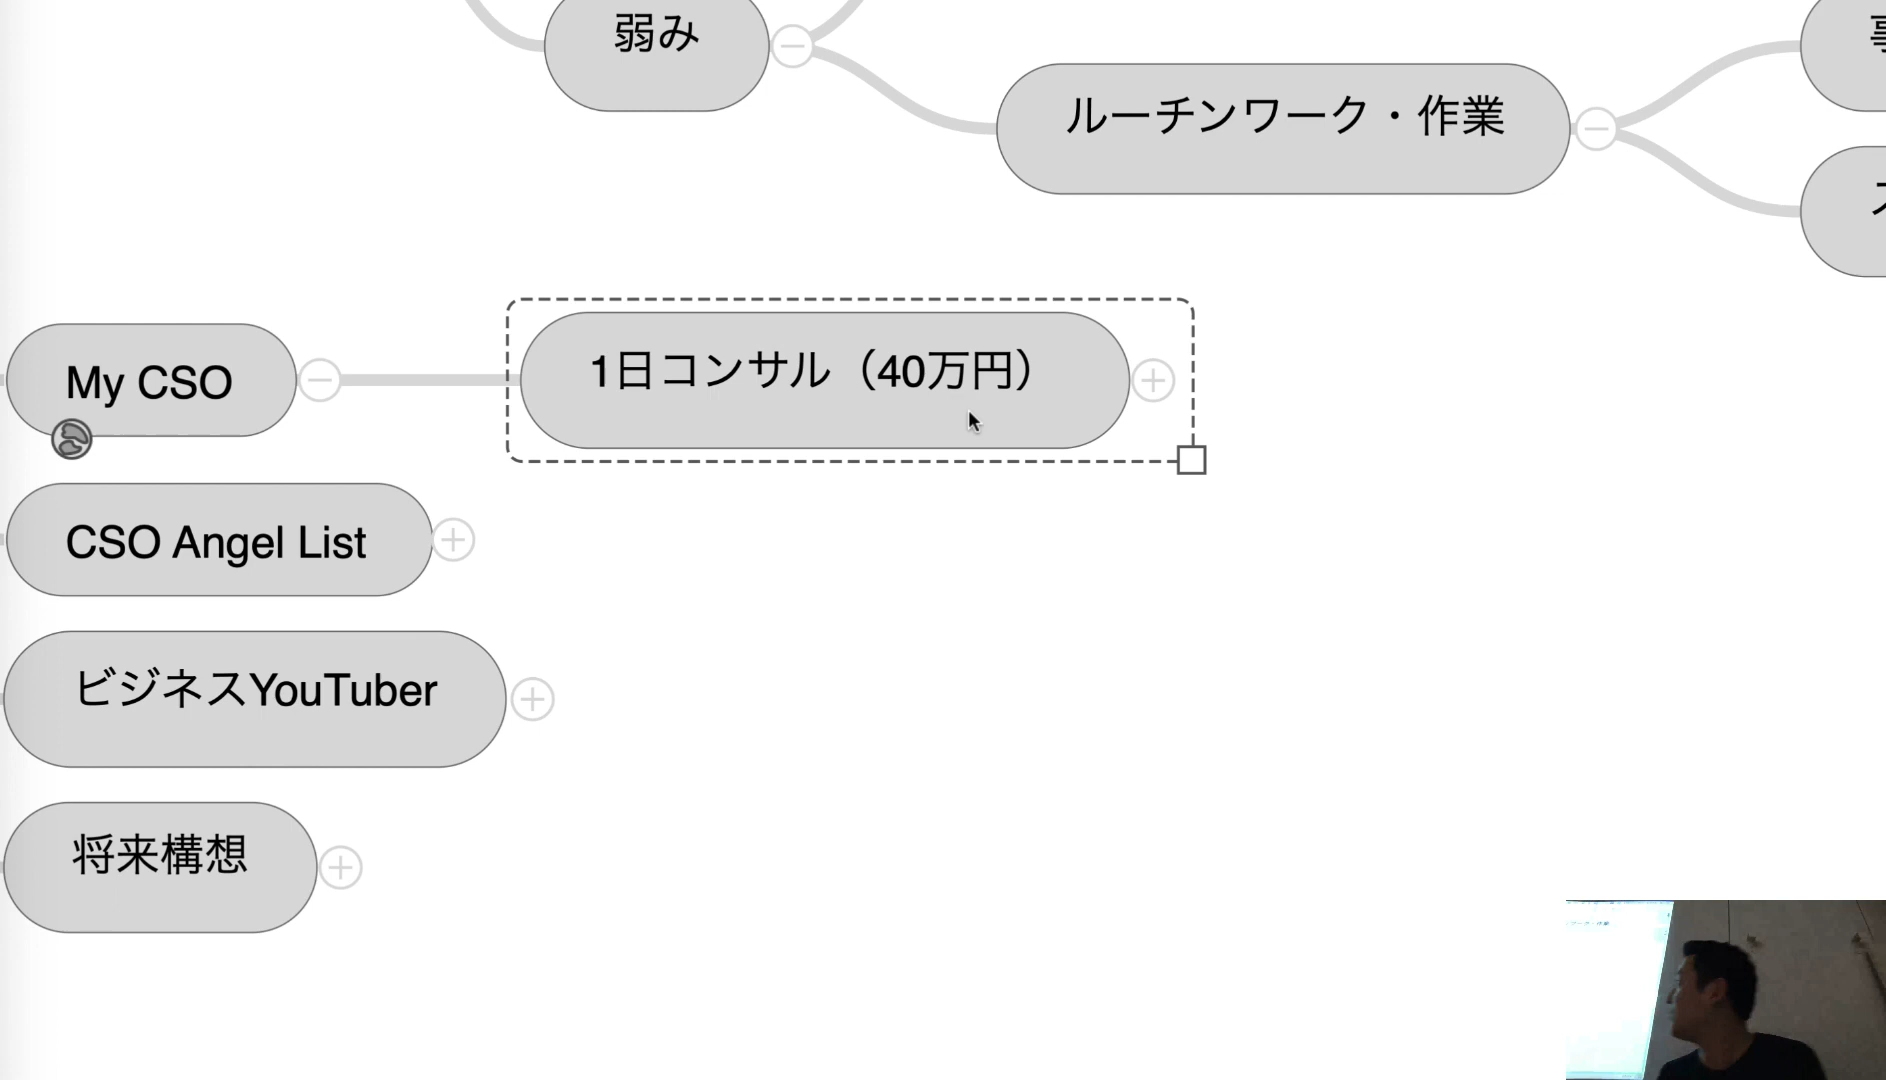 弱み
ルーチンワーク・作業
My CSO
1日コンサル（40万円）
CSO Angel List
ビジネスYouTuber
将来構想